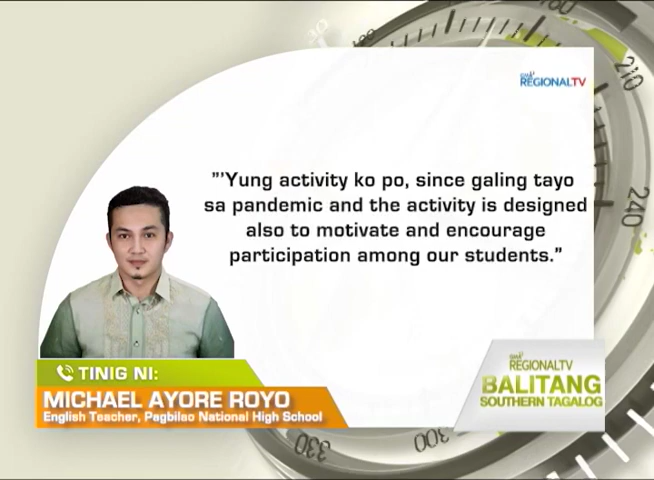 GMA REGIONALTV
"'Yung activity ko po, since galing tayo
sa pandemic and the activity is designed
also to motivate and encourage
participation among our students."
TINIG NI:
MICHAEL AYORE ROYO
English Teacher, Pagbilao National High School
GMA REGIONALTV
BALITANG
SOUTHERN TAGALOG
210
240
300
330